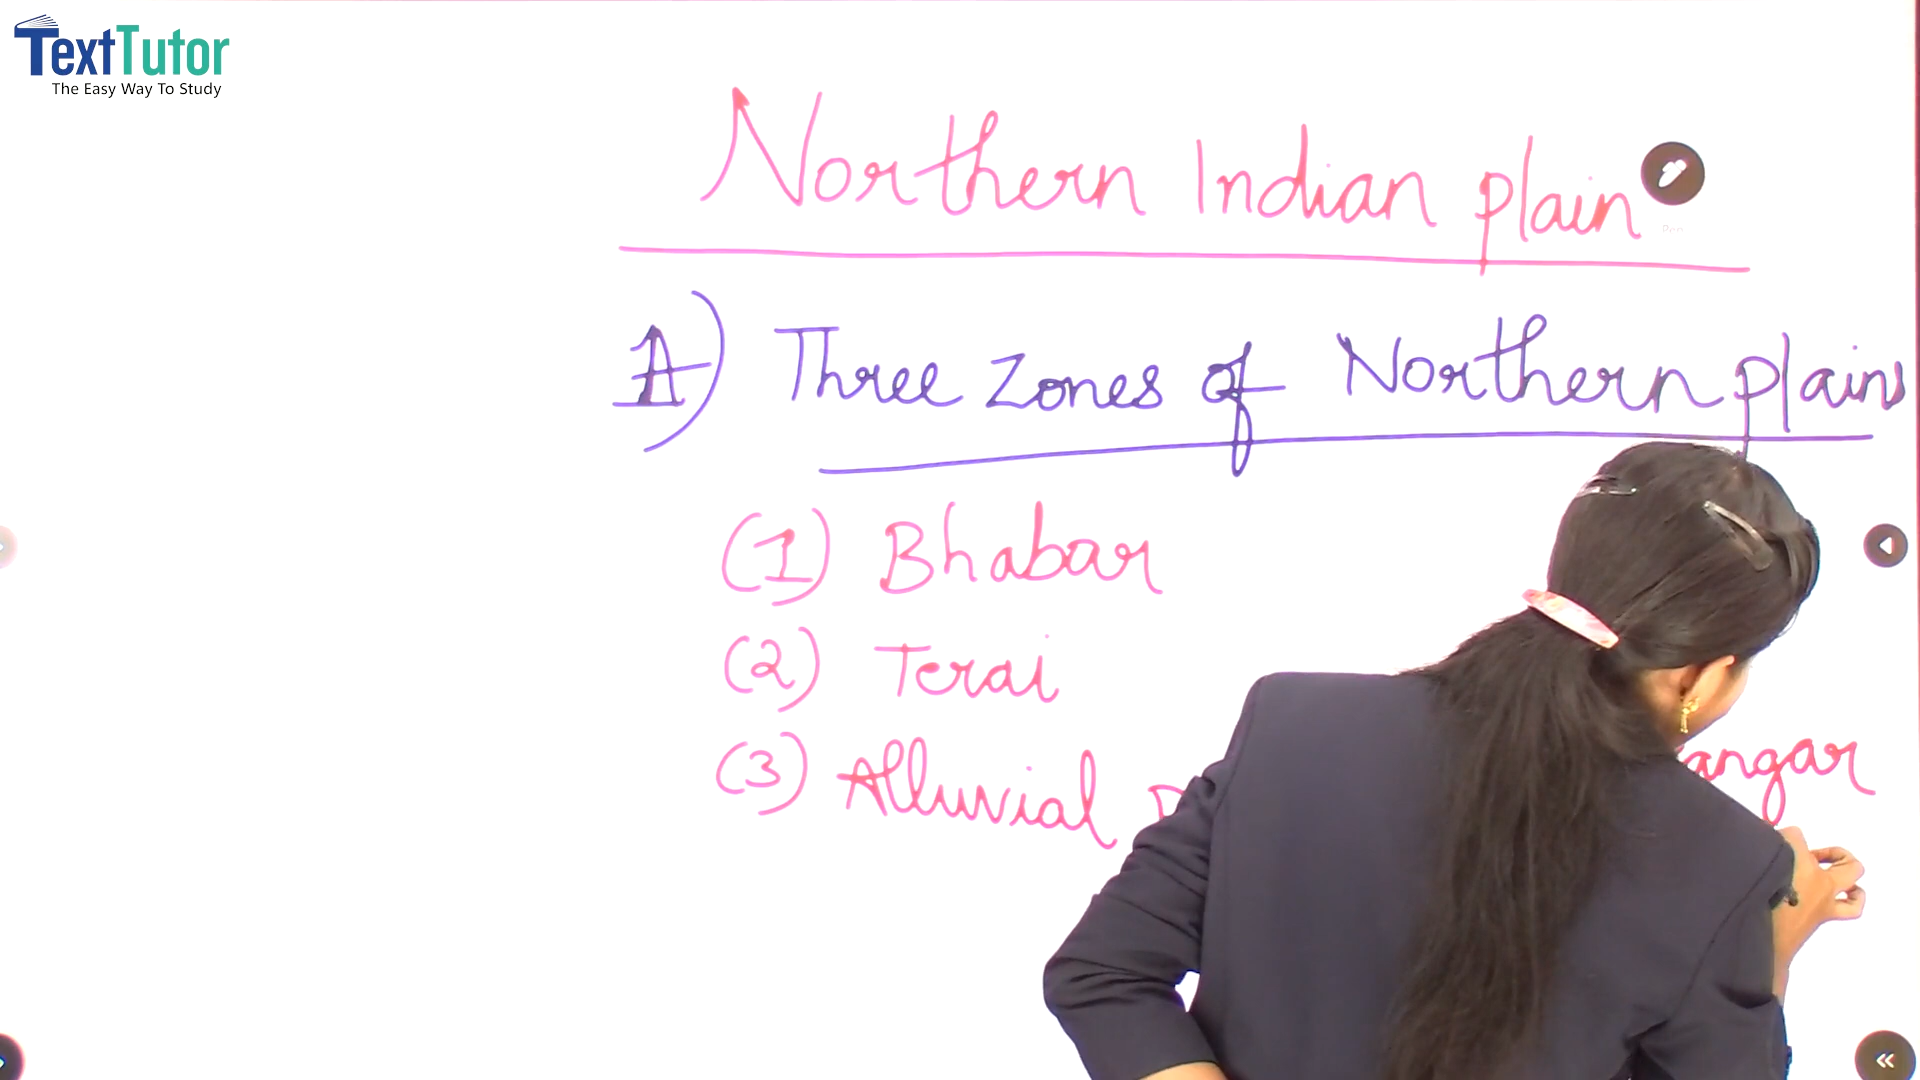 TextTutor
The Easy Way To Study
Northern Indian plain
A) Three Zones of Northern plains
(1) Bhabar
(2) Terai
(3) Alluvial